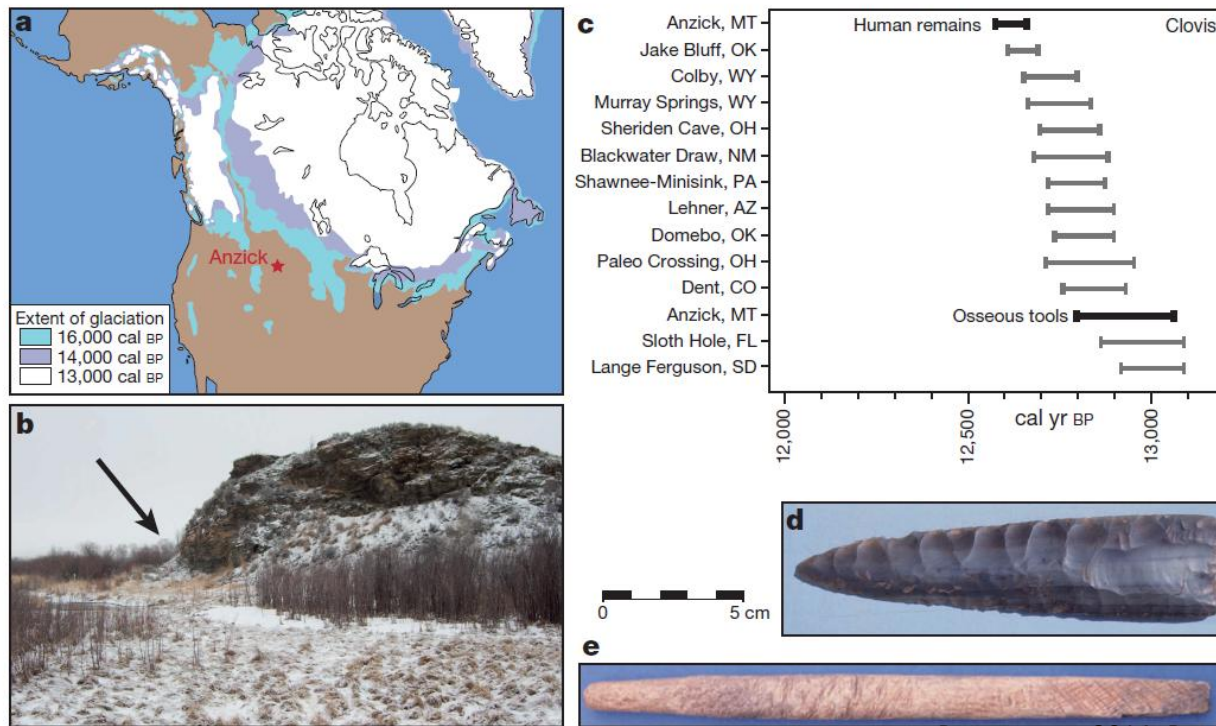 a
Anzick
Extent of glaciation
16,000 cal BP
14,000 cal BP
13,000 cal BP
b
c
Anzick, MT
Human remains
Clovis
Jake Bluff, OK
Colby, WY
Murray Springs, WY
Sheriden Cave, OH
Blackwater Draw, NM
Shawnee-Minisink, PA
Lehner, AZ
Domebo, OK
Paleo Crossing, OH
Dent, CO
Anzick, MT
Osseous tools
Sloth Hole, FL
Lange Ferguson, SD
12,000
12,500
13,000
cal yr BP
d
0 5 cm
e